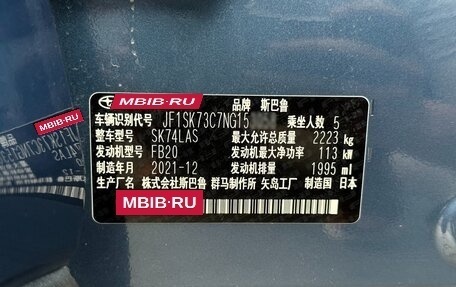 MBIB·RU 品牌 斯巴鲁
车辆识别代号 JF1SK73C7NG15 乘坐人数 5
整车型号 SK74LAS 最大允许总质量 2223 kg
发动机型号 FB20 发动机最大净功率 113 kW
制造年月 2021-12 发动机排量 1995 ml
生产厂名 株式会社斯巴鲁 群马制作所 矢岛工厂 制造国 日本
MBIB·RU